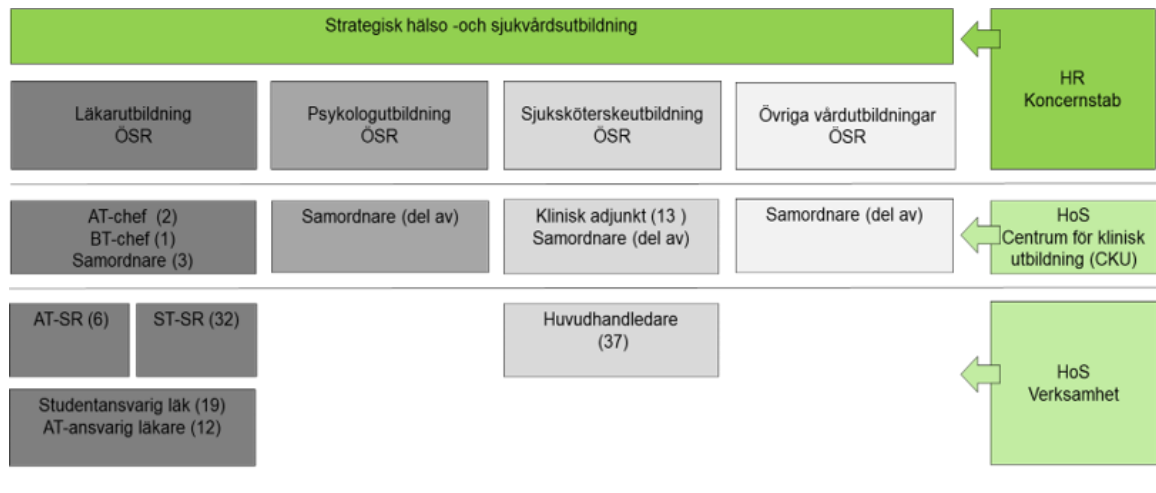 Strategisk hälso -och sjukvårdsutbildning
HR
Koncernstab
Läkarutbildning
ÖSR
Psykologutbildning
ÖSR
Sjuksköterskeutbildning
ÖSR
Övriga vårdutbildningar
ÖSR
AT-chef (2)
BT-chef (1)
Samordnare (3)
Samordnare (del av)
Klinisk adjunkt (13 )
Samordnare (del av)
Samordnare (del av)
HoS
Centrum för klinisk
utbildning (CKU)
AT-SR (6)
ST-SR (32)
Huvudhandledare
(37)
HoS
Verksamhet
Studentansvarig läk (19)
AT-ansvarig läkare (12)